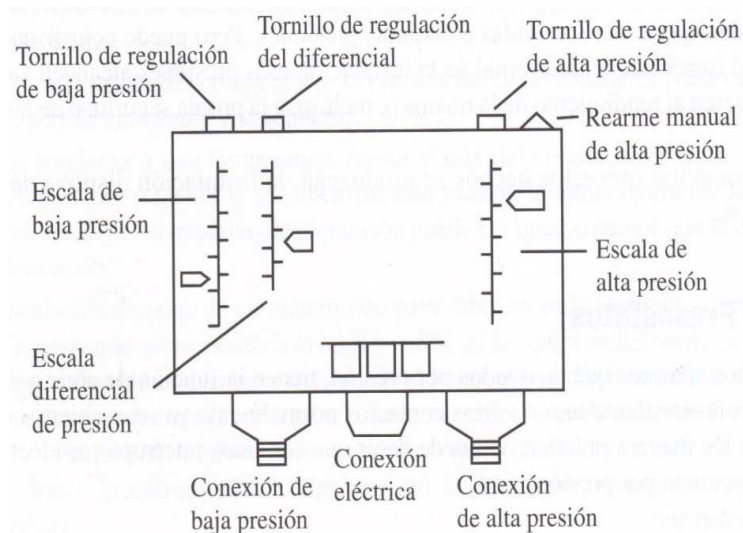 Tornillo de regulación
de baja presión
Tornillo de regulación
del diferencial
Tornillo de regulación
de alta presión
Rearme manual
de alta presión
Escala de
baja presión
Escala de
alta presión
Escala
diferencial
de presión
Conexión de
baja presión
Conexión
eléctrica
Conexión
de alta presión